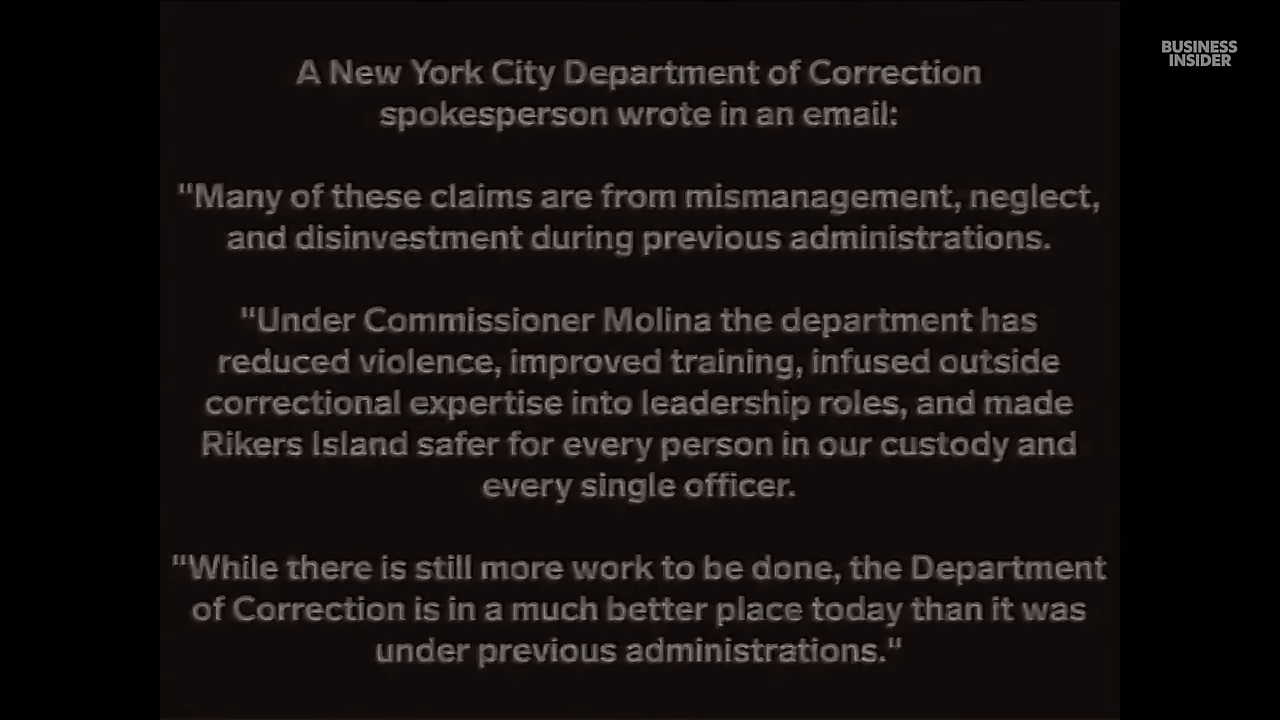 BUSINESS
INSIDER
A New York City Department of Correction
spokesperson wrote in an email:
"Many of these claims are from mismanagement, neglect,
and disinvestment during previous administrations.
"Under Commissioner Molina the department has
reduced violence, improved training, infused outside
correctional expertise into leadership roles, and made
Rikers Island safer for every person in our custody and
every single officer.
"While there is still more work to be done, the Department
of Correction is in a much better place today than it was
under previous administrations."